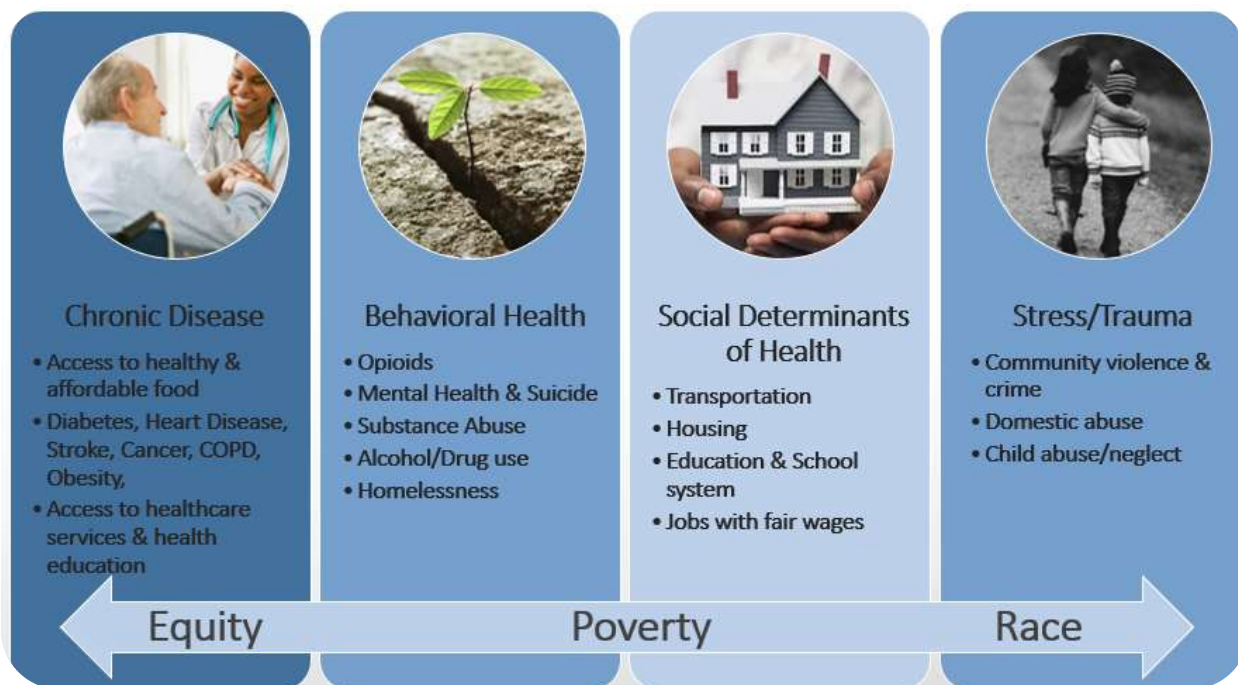 Chronic Disease
• Access to healthy &
affordable food
• Diabetes, Heart Disease,
Stroke, Cancer, COPD,
Obesity,
• Access to healthcare
services & health
education
Behavioral Health
• Opioids
• Mental Health & Suicide
• Substance Abuse
• Alcohol/Drug use
• Homelessness
Social Determinants
of Health
• Transportation
• Housing
• Education & School
system
• Jobs with fair wages
Stress/Trauma
• Community violence &
crime
• Domestic abuse
• Child abuse/neglect
Equity Poverty Race